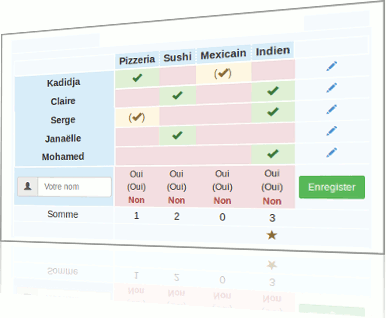 Pizzeria Sushi Mexicain Indien
Kadidja ✔ (✔)
Claire ✔ ✔
Serge (✔) ✔
Janaëlle ✔
Mohamed ✔
Votre nom
Oui Oui Oui Oui
(Oui) (Oui) (Oui) (Oui)
Non Non Non Non
Enregister
Somme 1 2 0 3